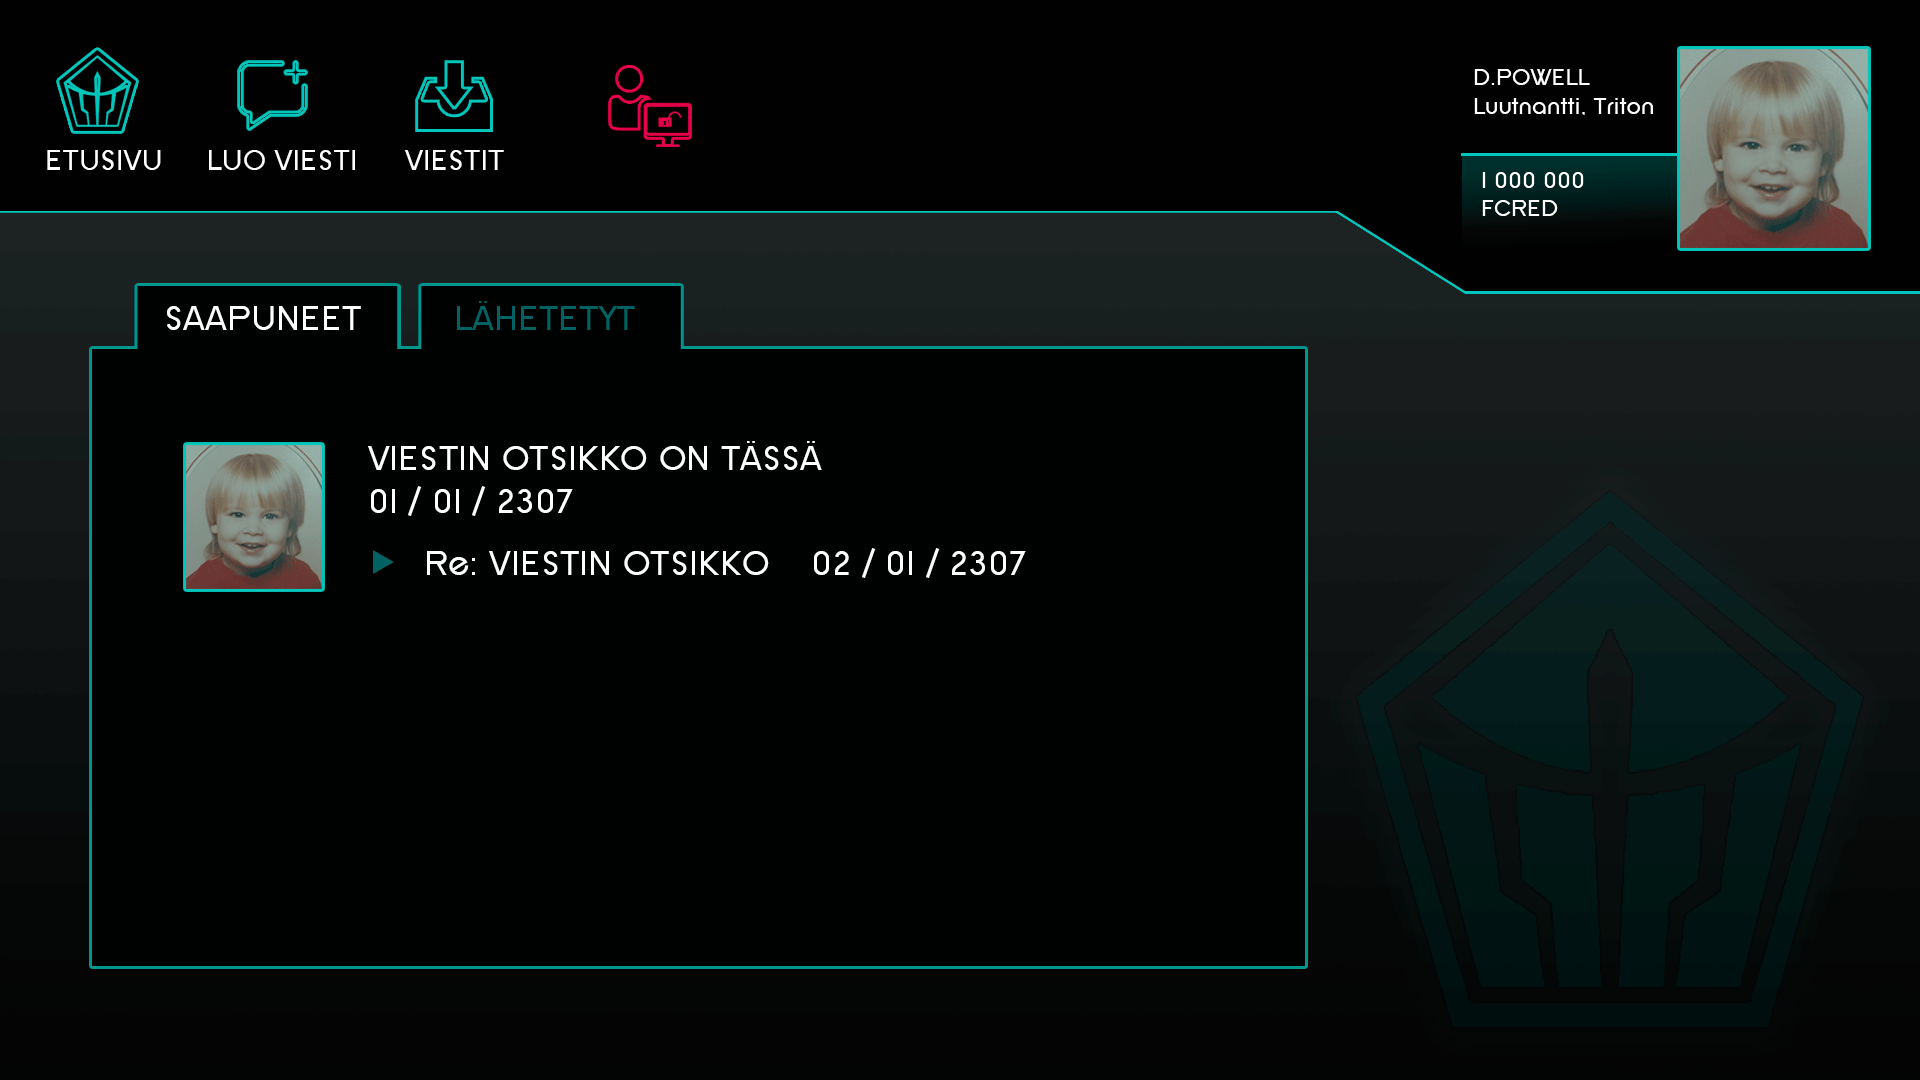 ETUSIVU
LUO VIESTI
VIESTIT
D.POWELL
Luutnantti, Triton
1 000 000
FCRED
SAAPUNEET
LÄHETETYT
VIESTIN OTSIKKO ON TÄSSÄ
01 / 01 / 2307
Re: VIESTIN OTSIKKO 02 / 01 / 2307